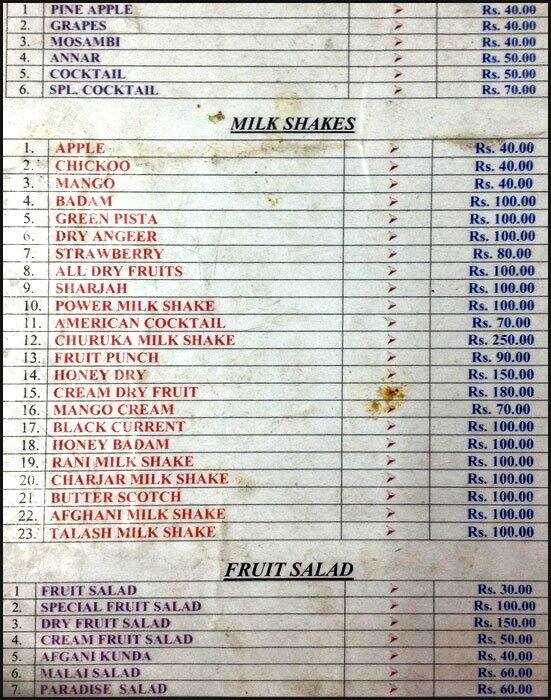 1 PINE APPLE ➢ Rs. 40.00
2. GRAPES ➢ Rs. 40.00
3. MOSAMBI ➢ Rs. 40.00
4. ANNAR ➢ Rs. 50.00
5. COCKTAIL ➢ Rs. 50.00
6. SPL. COCKTAIL ➢ Rs. 70.00
MILK SHAKES
1. APPLE ➢ Rs. 40.00
2. CHICKOO ➢ Rs. 40.00
3. MANGO ➢ Rs. 40.00
4. BADAM ➢ Rs. 100.00
5. GREEN PISTA ➢ Rs. 100.00
6. DRY ANGEER ➢ Rs. 100.00
7. STRAWBERRY ➢ Rs. 80.00
8. ALL DRY FRUITS ➢ Rs. 100.00
9. SHARJAH ➢ Rs. 100.00
10. POWER MILK SHAKE ➢ Rs. 100.00
11. AMERICAN COCKTAIL ➢ Rs. 70.00
12. CHURUKA MILK SHAKE ➢ Rs. 250.00
13. FRUIT PUNCH ➢ Rs. 90.00
14. HONEY DRY ➢ Rs. 150.00
15. CREAM DRY FRUIT ➢ Rs. 180.00
16. MANGO CREAM ➢ Rs. 70.00
17. BLACK CURRENT ➢ Rs. 100.00
18. HONEY BADAM ➢ Rs. 100.00
19. RANI MILK SHAKE ➢ Rs. 100.00
20. CHARJAR MILK SHAKE ➢ Rs. 100.00
21. BUTTER SCOTCH ➢ Rs. 100.00
22. AFGHANI MILK SHAKE ➢ Rs. 100.00
23. TALASH MILK SHAKE ➢ Rs. 100.00
FRUIT SALAD
1 FRUIT SALAD ➢ Rs. 30.00
2. SPECIAL FRUIT SALAD ➢ Rs. 100.00
3. DRY FRUIT SALAD ➢ Rs. 150.00
4. CREAM FRUIT SALAD ➢ Rs. 50.00
5. AFGANI KUNDA ➢ Rs. 40.00
6. MALAI SALAD ➢ Rs. 60.00
7. PARADISE SALAD ➢ Rs. 60.00